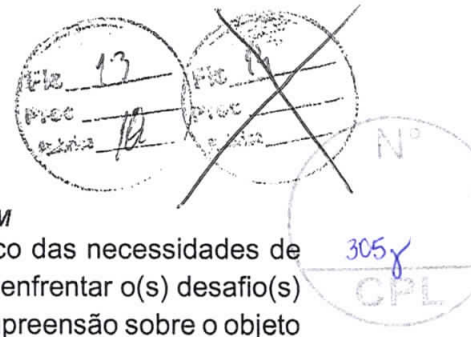 Fls 13
Proc
Fls
Proc
Nº
M
co das necessidades de
305
CPL
enfrentar o(s) desafio(s)
preensão sobre o objeto